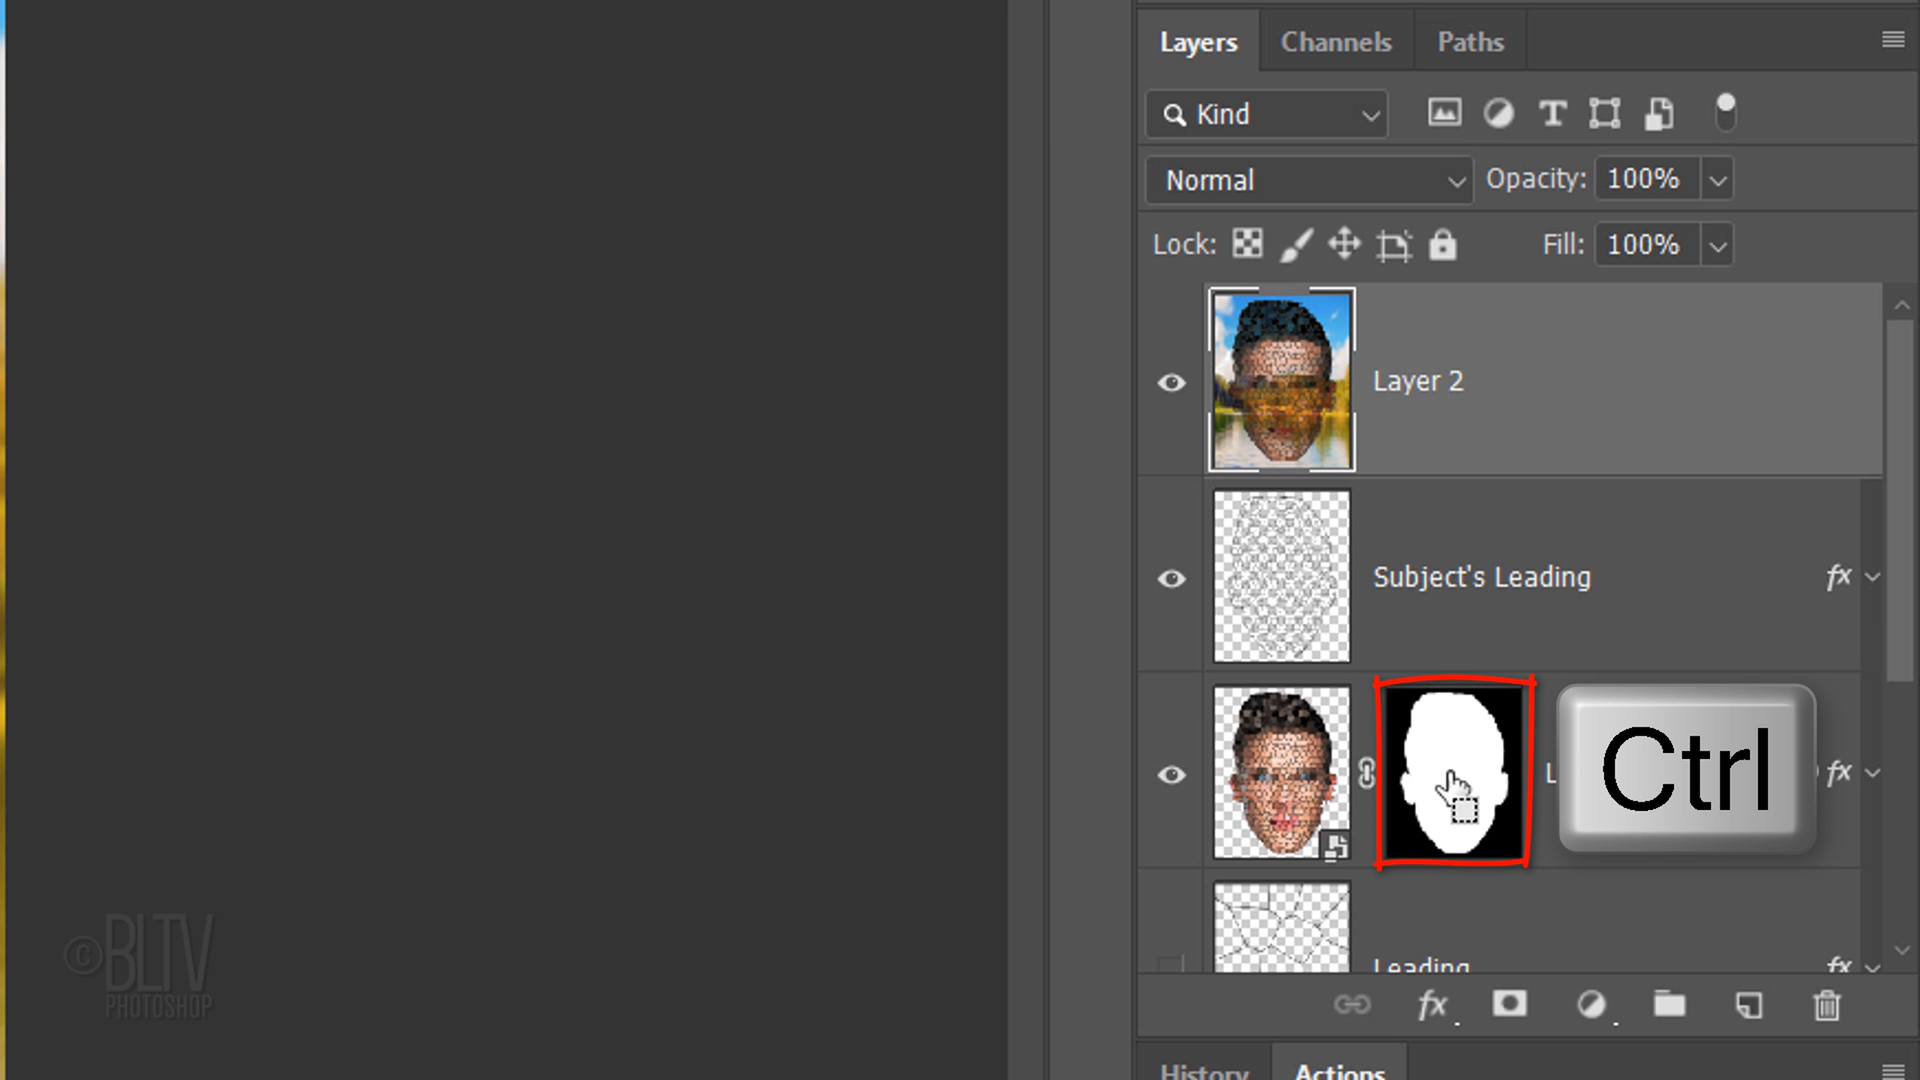 Layers Channels Paths
Kind
Normal Opacity: 100%
Lock: Fill: 100%
Layer 2
Subject's Leading fx
L Ctrl fx
Leading fx
fx
History Actions
©BLTV
PHOTOSHOP